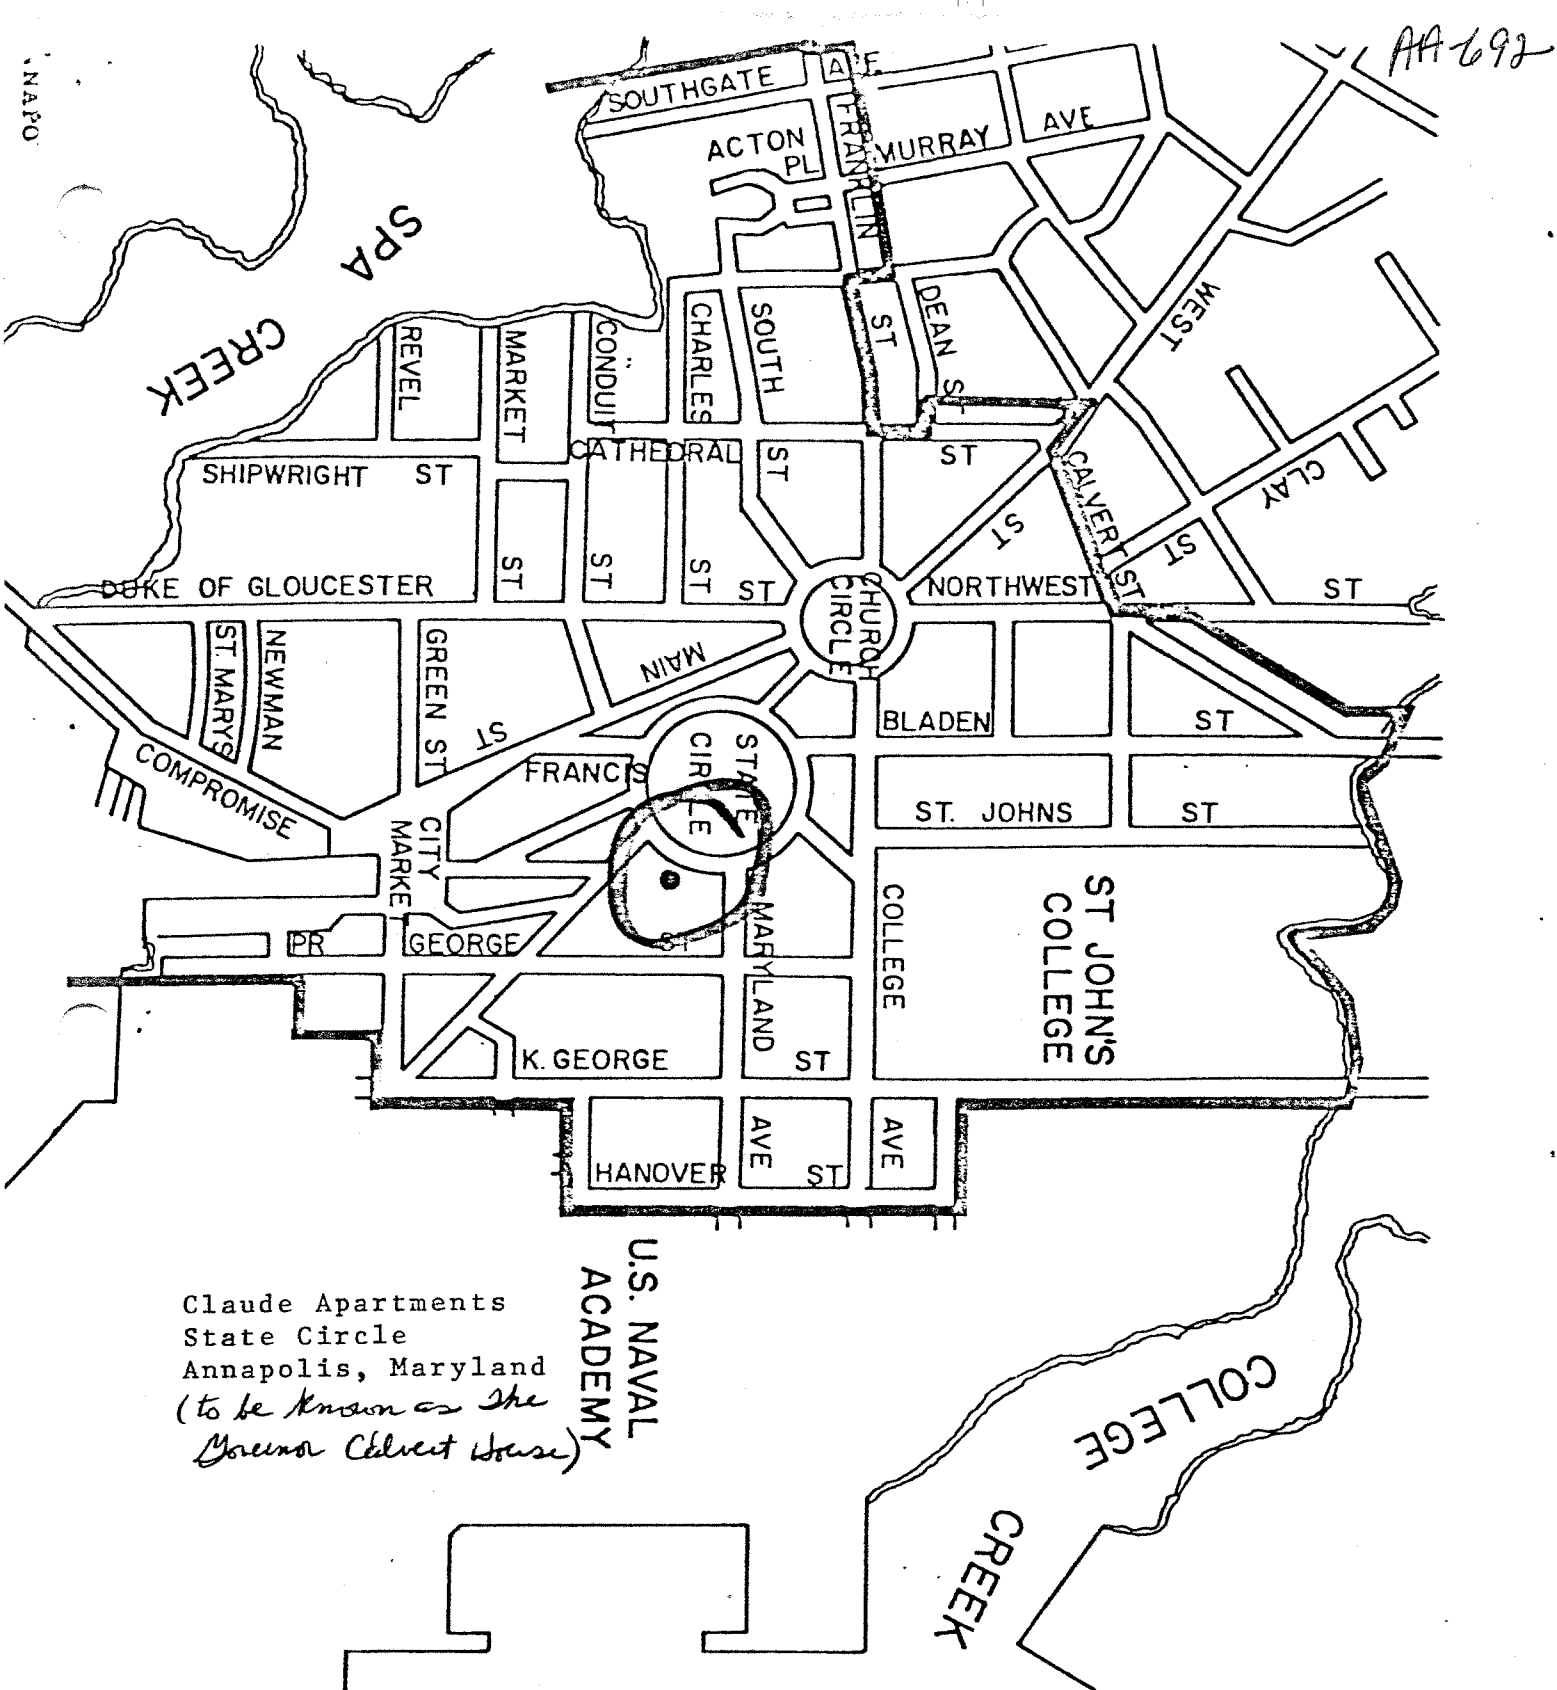 AA-692
SOUTHGATE
AVE
FRANKLIN
ACTON
PL
MURRAY
AVE
SPA
CREEK
REVEL
MARKET
CONDUIT
CHARLES
SOUTH
ST
DEAN
ST
WEST
CATHEDRAL
ST
ST
SHIPWRIGHT ST
CALVERT
ST
CLAY
ST
ST
ST
ST
ST
ST
DUKE OF GLOUCESTER
ST
CHURCH
CIRCLE
NORTHWEST
ST
ST. MARYS
NEWMAN
GREEN ST
MAIN
ST
BLADEN
ST
COMPROMISE
FRANCIS
STATE
CIRCLE
ST. JOHNS
ST
CITY
MARKET
PR
GEORGE
ST
MARYLAND
COLLEGE
ST JOHN'S
COLLEGE
K. GEORGE
ST
AVE
AVE
HANOVER
ST
U.S. NAVAL
ACADEMY
Claude Apartments
State Circle
Annapolis, Maryland
(to be known as The
Governor Calvert House)
COLLEGE
CREEK